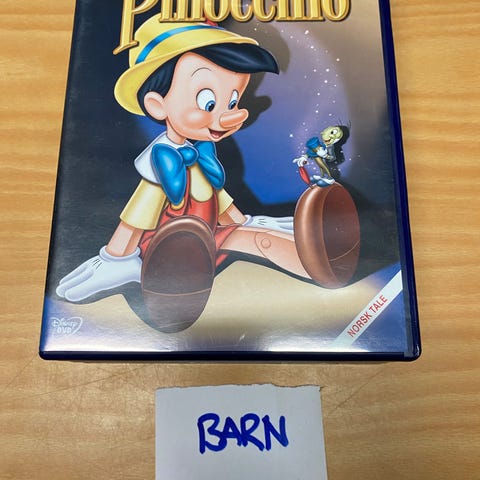 Pinocchio
Disney
DVD
NORSK TALE
BARN